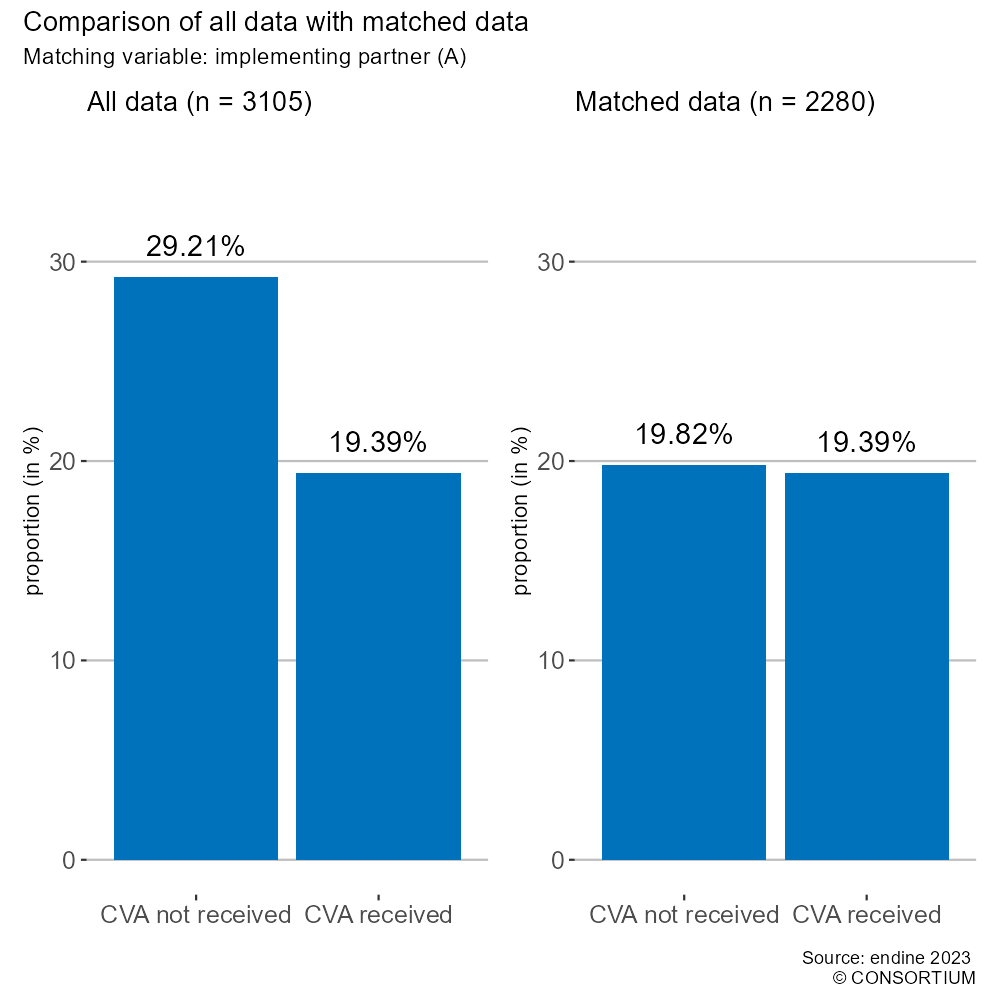 Comparison of all data with matched data
Matching variable: implementing partner (A)
All data (n = 3105)
proportion (in %)
30
20
10
0
29.21%
19.39%
CVA not received
CVA received
Matched data (n = 2280)
proportion (in %)
30
20
10
0
19.82%
19.39%
CVA not received
CVA received
Source: endine 2023
© CONSORTIUM